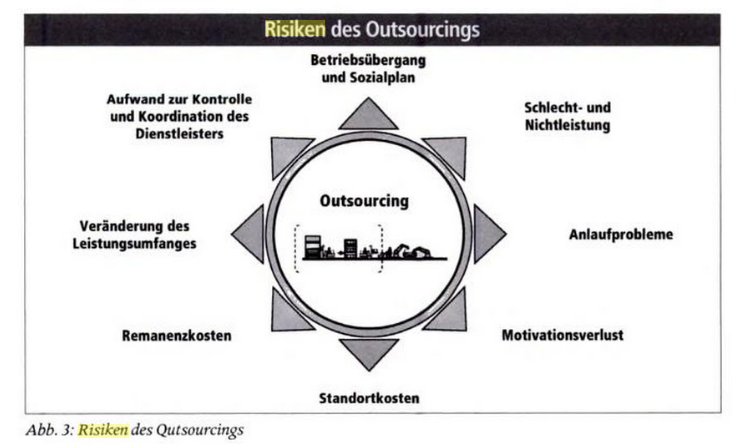 Risiken des Outsourcings
Betriebsübergang
und Sozialplan
Aufwand zur Kontrolle
und Koordination des
Dienstleisters
Schlecht- und
Nichtleistung
Outsourcing
Veränderung des
Leistungsumfanges
Anlaufprobleme
Remanenzkosten
Motivationsverlust
Standortkosten
Abb. 3: Risiken des Qutsourcings